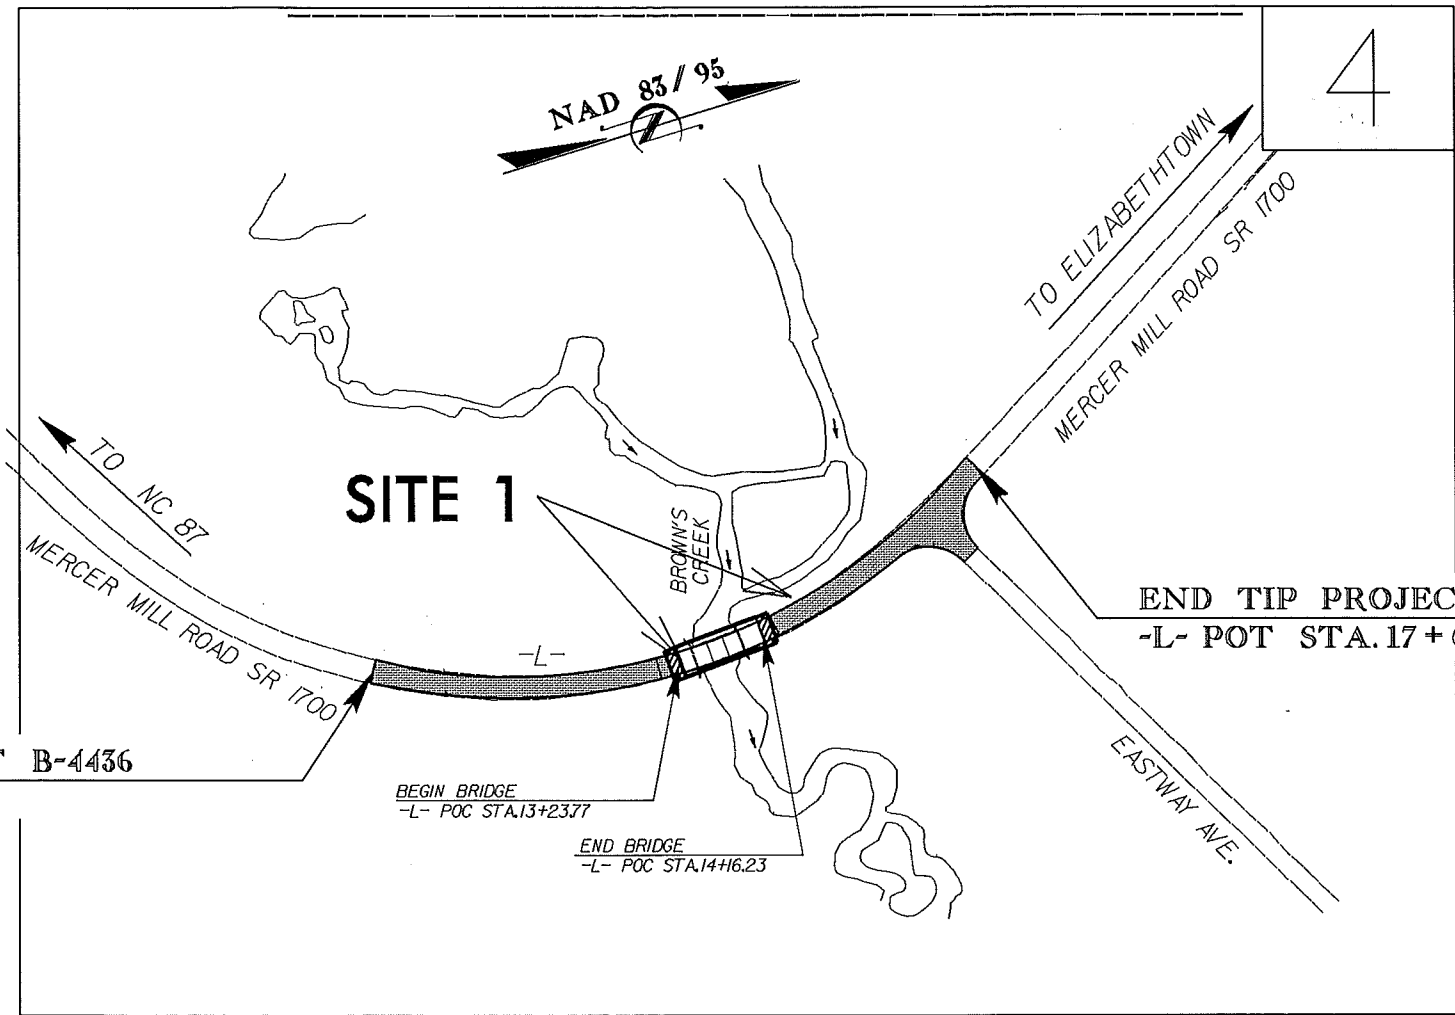 4
NAD 83 / 95
TO ELIZABETHTOWN
MERCER MILL ROAD SR 1700
TO NC 87
MERCER MILL ROAD SR 1700
SITE 1
BROWN'S
CREEK
-L-
END TIP PROJEC
-L- POT STA. 17+
B-4436
BEGIN BRIDGE
-L- POC STA.13+23.77
END BRIDGE
-L- POC STA.14+16.23
EASTWAY AVE.